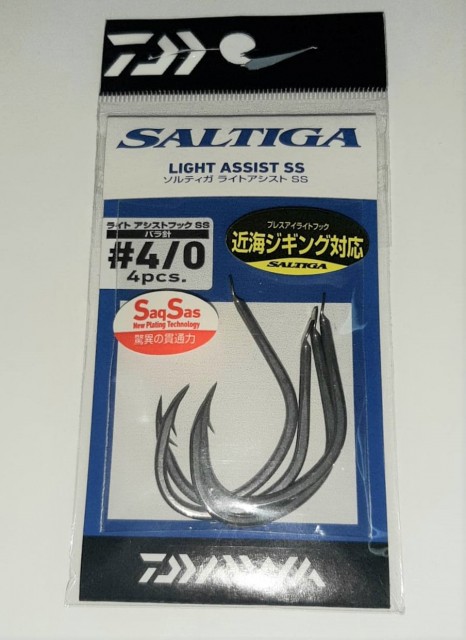 SALTIGA
LIGHT ASSIST SS
ソルティガ ライトアシスト SS
ライト アシストフック SS
バラ針
#4/0
4pcs.
プレスアイライトフック
近海ジギング対応
SALTIGA
SaqSas
New Plating Technology
驚異の貫通力
DAIWA